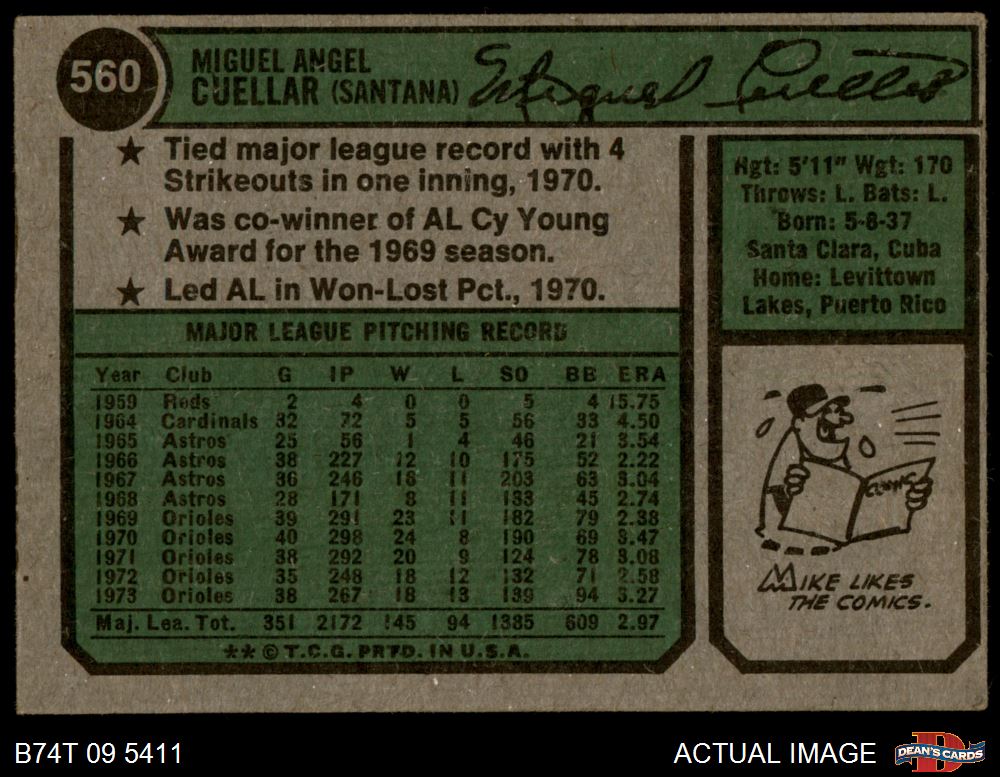 560
MIGUEL ANGEL
CUELLAR (SANTANA)
Miguel Cuellar
★ Tied major league record with 4
Strikeouts in one inning, 1970.
★ Was co-winner of AL Cy Young
Award for the 1969 season.
★ Led AL in Won-Lost Pct., 1970.
Hgt: 5'11" Wgt: 170
Throws: L. Bats: L.
Born: 5-8-37
Santa Clara, Cuba
Home: Levittown
Lakes, Puerto Rico
MAJOR LEAGUE PITCHING RECORD
Year Club G IP W L SO BB ERA
1959 Reds 2 4 0 0 5 4 15.75
1964 Cardinals 32 72 5 5 56 33 4.50
1965 Astros 25 56 1 4 46 21 3.54
1966 Astros 38 227 12 10 175 52 2.22
1967 Astros 36 246 16 11 203 63 3.04
1968 Astros 28 171 8 11 133 45 2.74
1969 Orioles 39 291 23 11 182 79 2.38
1970 Orioles 40 298 24 8 190 69 3.47
1971 Orioles 38 292 20 9 124 78 3.08
1972 Orioles 35 248 18 12 132 71 2.58
1973 Orioles 38 267 18 13 139 94 3.27
Maj. Lea. Tot. 351 2172 145 94 1385 609 2.97
** © T.C.G. PRTD. IN U.S.A.
COMICS
MIKE LIKES
THE COMICS.
B74T 09 5411
ACTUAL IMAGE
DEAN'S CARDS